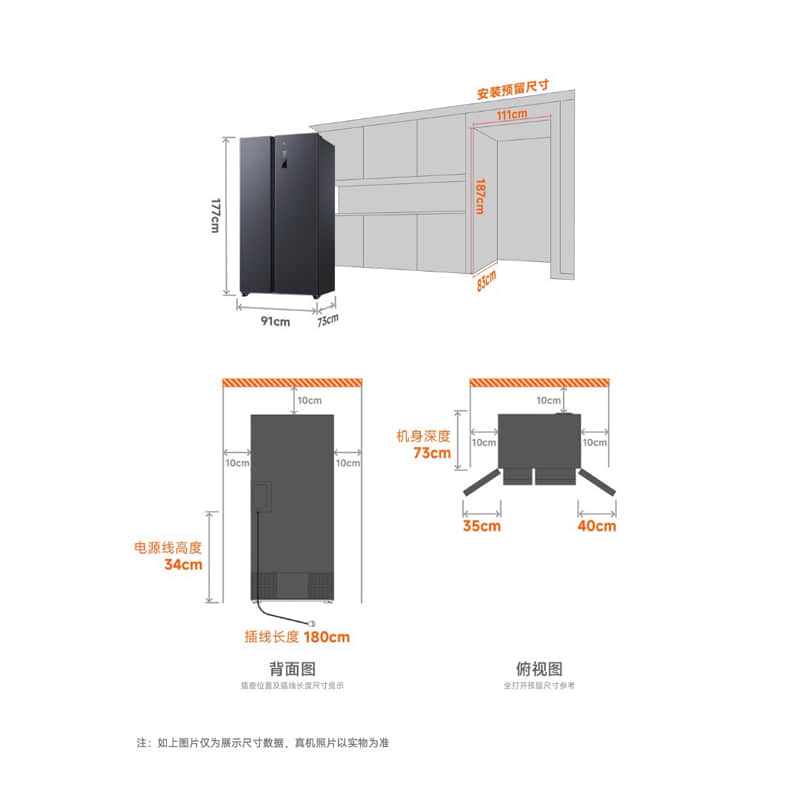 安装预留尺寸
111cm
177cm
187cm
83cm
91cm
73cm
10cm
10cm
10cm
电源线高度
34cm
插线长度 180cm
背面图
插座位置及插线长度尺寸提示
10cm
机身深度
73cm
10cm
10cm
35cm
40cm
俯视图
全打开预留尺寸参考
注：如上图片仅为展示尺寸数据，真机照片以实物为准